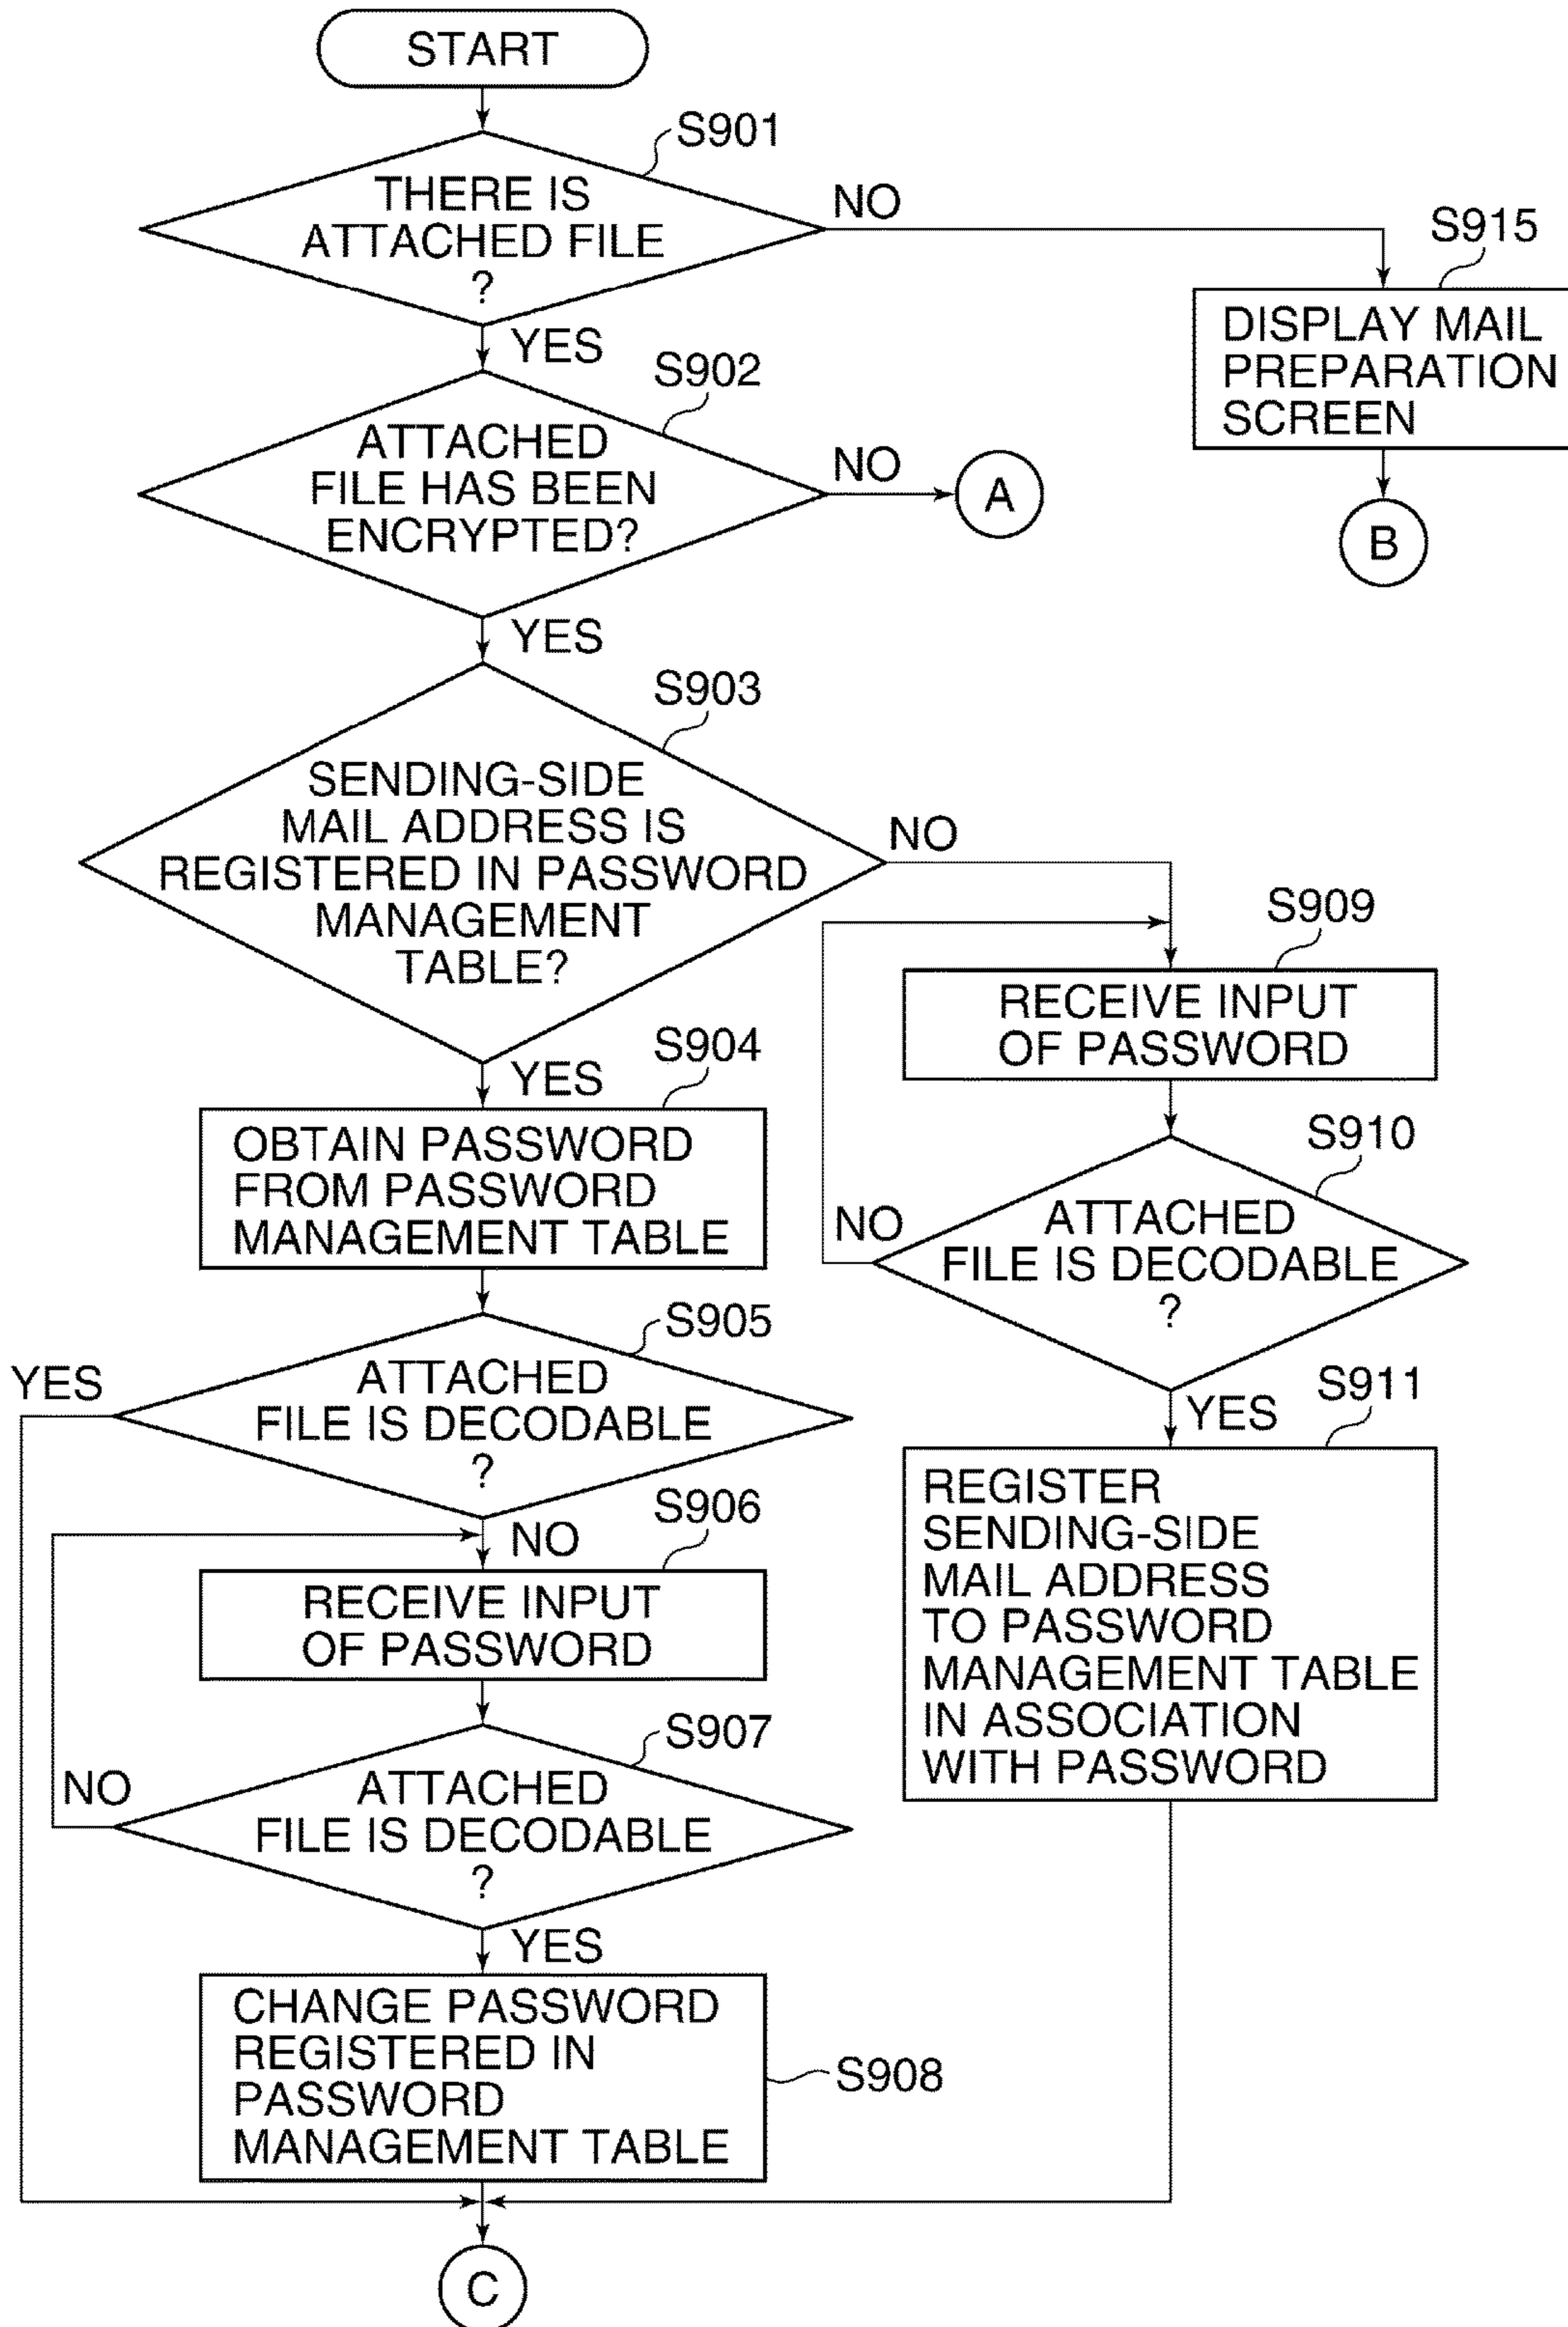 START
S901
THERE IS
ATTACHED FILE
?
NO
S915
DISPLAY MAIL
PREPARATION
SCREEN
B
YES
S902
ATTACHED
FILE HAS BEEN
ENCRYPTED?
NO
A
YES
S903
SENDING-SIDE
MAIL ADDRESS IS
REGISTERED IN PASSWORD
MANAGEMENT
TABLE?
NO
S909
RECEIVE INPUT
OF PASSWORD
S910
ATTACHED
FILE IS DECODABLE
?
NO
YES
S911
REGISTER
SENDING-SIDE
MAIL ADDRESS
TO PASSWORD
MANAGEMENT TABLE
IN ASSOCIATION
WITH PASSWORD
YES
S904
OBTAIN PASSWORD
FROM PASSWORD
MANAGEMENT TABLE
S905
YES
ATTACHED
FILE IS DECODABLE
?
NO
S906
RECEIVE INPUT
OF PASSWORD
S907
NO
ATTACHED
FILE IS DECODABLE
?
YES
CHANGE PASSWORD
REGISTERED IN
PASSWORD
MANAGEMENT TABLE
S908
C